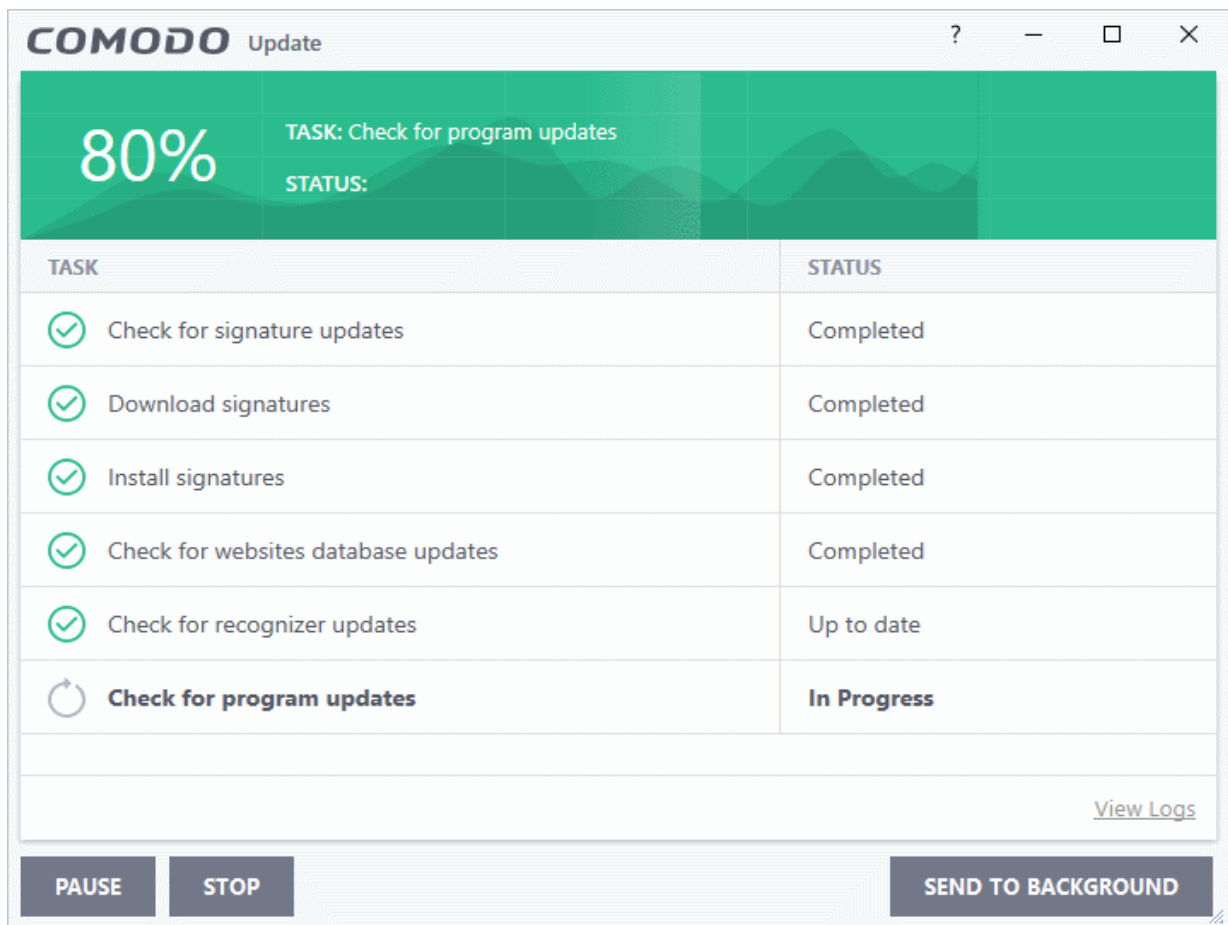 COMODO Update ?
80%
TASK: Check for program updates
STATUS:
TASK STATUS
Check for signature updates Completed
Download signatures Completed
Install signatures Completed
Check for websites database updates Completed
Check for recognizer updates Up to date
Check for program updates In Progress
View Logs
PAUSE STOP SEND TO BACKGROUND